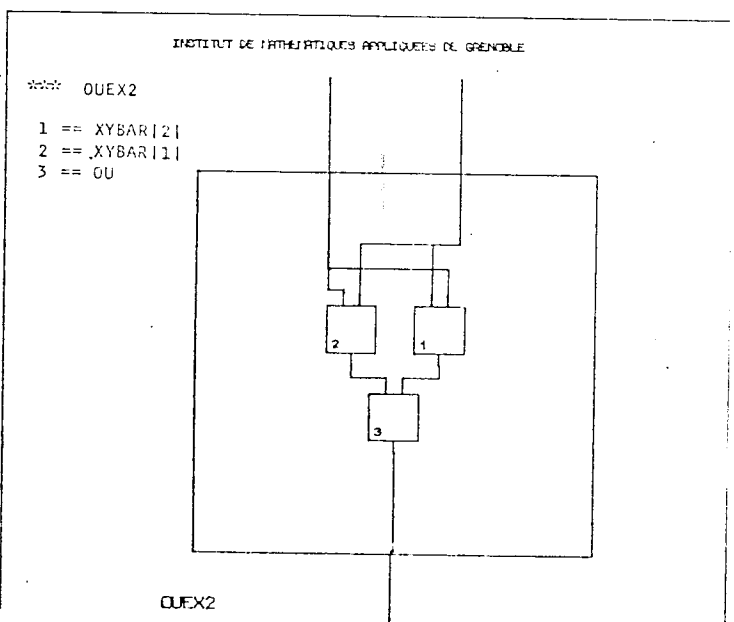 INSTITUT DE MATHEMATIQUES APPLIQUEES DE GRENOBLE
*** OUEX2
1 == XYBAR|2|
2 == XYBAR|1|
3 == OU
2
1
3
OUEX2